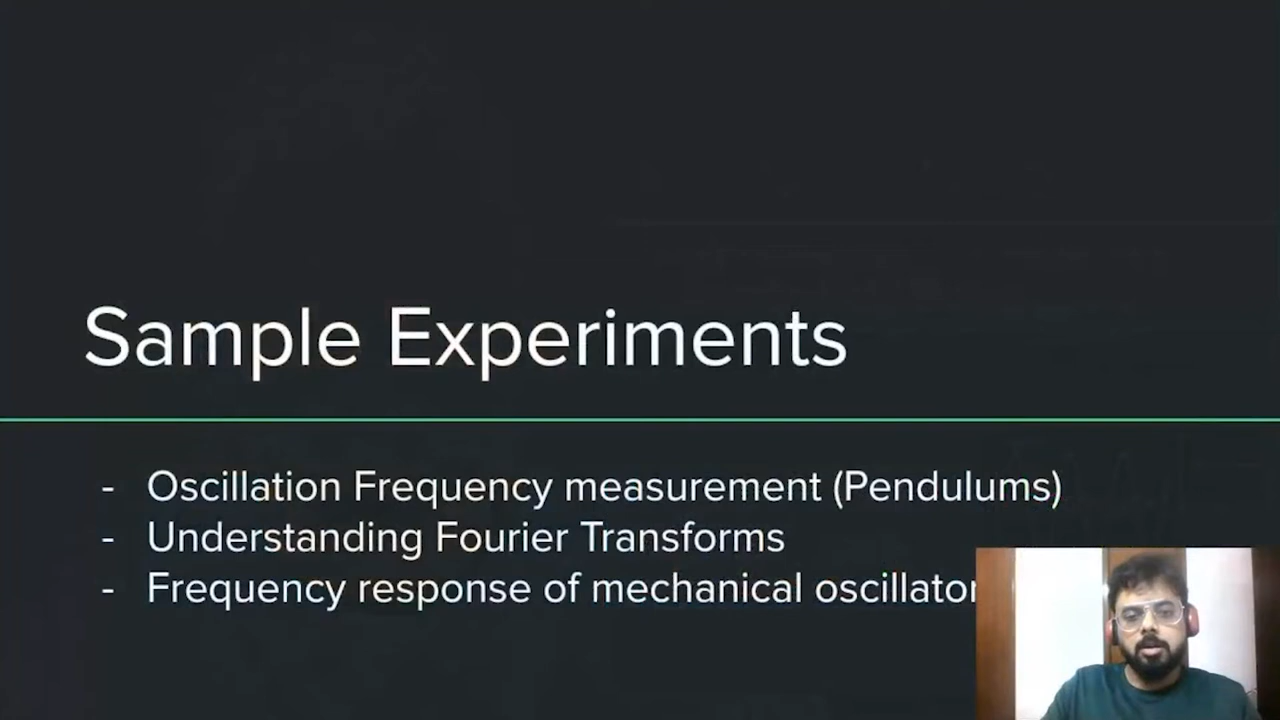 Sample Experiments
- Oscillation Frequency measurement (Pendulums)
- Understanding Fourier Transforms
- Frequency response of mechanical oscillator